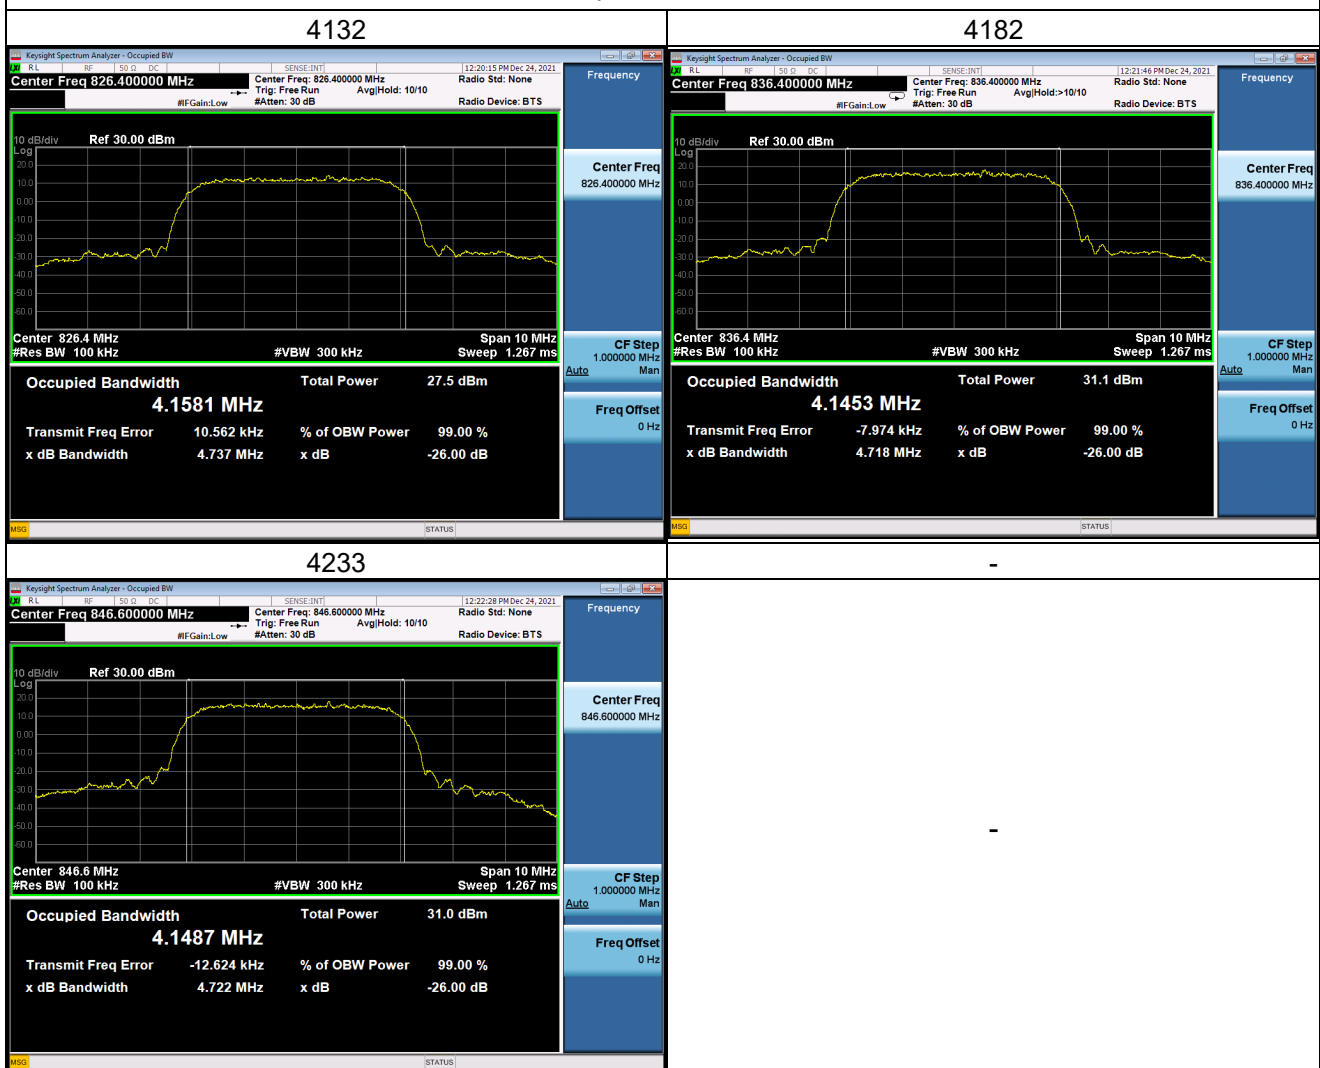 4132
4182
Keysight Spectrum Analyzer - Occupied BW
RL RF 50 Ω DC SENSE:INT 12:20:15 PM Dec 24, 2021
Center Freq 826.400000 MHz Center Freq: 826.400000 MHz Radio Std: None
Trig: Free Run Avg|Hold: 10/10
#IFGain:Low #Atten: 30 dB Radio Device: BTS
10 dB/div Ref 30.00 dBm
Log
20.0
10.0
0.00
-10.0
-20.0
-30.0
-40.0
-50.0
-60.0
Center 826.4 MHz Span 10 MHz
#Res BW 100 kHz #VBW 300 kHz Sweep 1.267 ms
Occupied Bandwidth Total Power 27.5 dBm
4.1581 MHz
Transmit Freq Error 10.562 kHz % of OBW Power 99.00 %
x dB Bandwidth 4.737 MHz x dB -26.00 dB
MSG STATUS
Frequency
Center Freq
826.400000 MHz
CF Step
1.000000 MHz
Auto Man
Freq Offset
0 Hz
Keysight Spectrum Analyzer - Occupied BW
RL RF 50 Ω DC SENSE:INT 12:21:46 PM Dec 24, 2021
Center Freq 836.400000 MHz Center Freq: 836.400000 MHz Radio Std: None
Trig: Free Run Avg|Hold:>10/10
#IFGain:Low #Atten: 30 dB Radio Device: BTS
10 dB/div Ref 30.00 dBm
Log
20.0
10.0
0.00
-10.0
-20.0
-30.0
-40.0
-50.0
-60.0
Center 836.4 MHz Span 10 MHz
#Res BW 100 kHz #VBW 300 kHz Sweep 1.267 ms
Occupied Bandwidth Total Power 31.1 dBm
4.1453 MHz
Transmit Freq Error -7.974 kHz % of OBW Power 99.00 %
x dB Bandwidth 4.718 MHz x dB -26.00 dB
MSG STATUS
Frequency
Center Freq
836.400000 MHz
CF Step
1.000000 MHz
Auto Man
Freq Offset
0 Hz
4233
-
Keysight Spectrum Analyzer - Occupied BW
RL RF 50 Ω DC SENSE:INT 12:22:28 PM Dec 24, 2021
Center Freq 846.600000 MHz Center Freq: 846.600000 MHz Radio Std: None
Trig: Free Run Avg|Hold: 10/10
#IFGain:Low #Atten: 30 dB Radio Device: BTS
10 dB/div Ref 30.00 dBm
Log
20.0
10.0
0.00
-10.0
-20.0
-30.0
-40.0
-50.0
-60.0
Center 846.6 MHz Span 10 MHz
#Res BW 100 kHz #VBW 300 kHz Sweep 1.267 ms
Occupied Bandwidth Total Power 31.0 dBm
4.1487 MHz
Transmit Freq Error -12.624 kHz % of OBW Power 99.00 %
x dB Bandwidth 4.722 MHz x dB -26.00 dB
MSG STATUS
Frequency
Center Freq
846.600000 MHz
CF Step
1.000000 MHz
Auto Man
Freq Offset
0 Hz
-